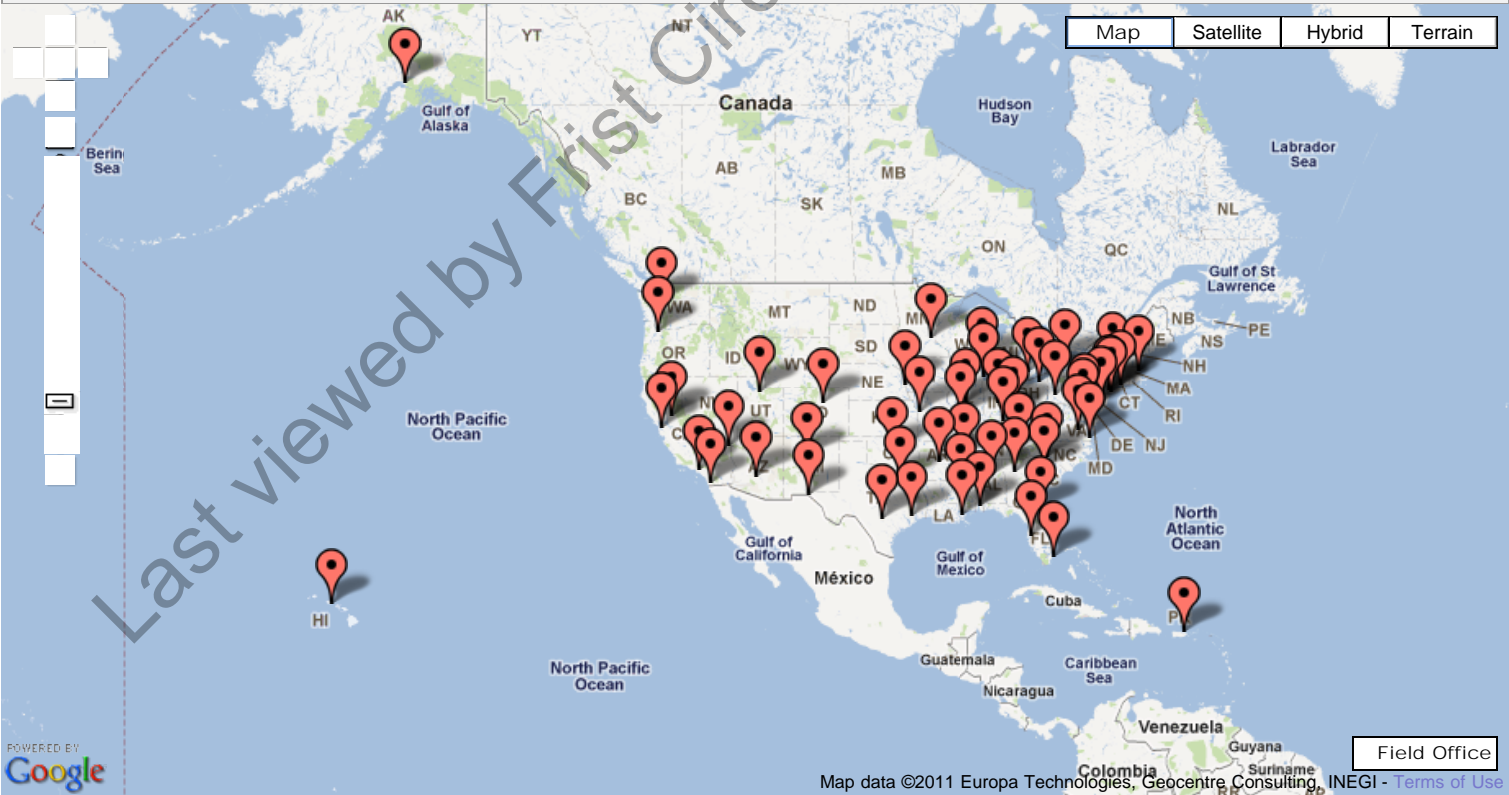 AK
YT
NT
Map
Satellite
Hybrid
Terrain
Canada
Hudson
Bay
Gulf of
Alaska
Labrador
Sea
AB
MB
BC
SK
NL
ON
QC
Gulf of St
Lawrence
WA
MT
ND
NB
PE
NS
OR
ID
SD
NH
NE
MA
CT
RI
UT
North Pacific
Ocean
VA
DE
NJ
AZ
NC
MD
LA
FL
North
Atlantic
Ocean
Gulf of
California
Gulf of
Mexico
México
Cuba
HI
Guatemala
Caribbean
Sea
North Pacific
Ocean
Nicaragua
Venezuela
Guyana
Colombia
Suriname
Field Office
POWERED BY
Google
Map data ©2011 Europa Technologies, Geocentre Consulting, INEGI - Terms of Use
Last viewed by Frist Circ